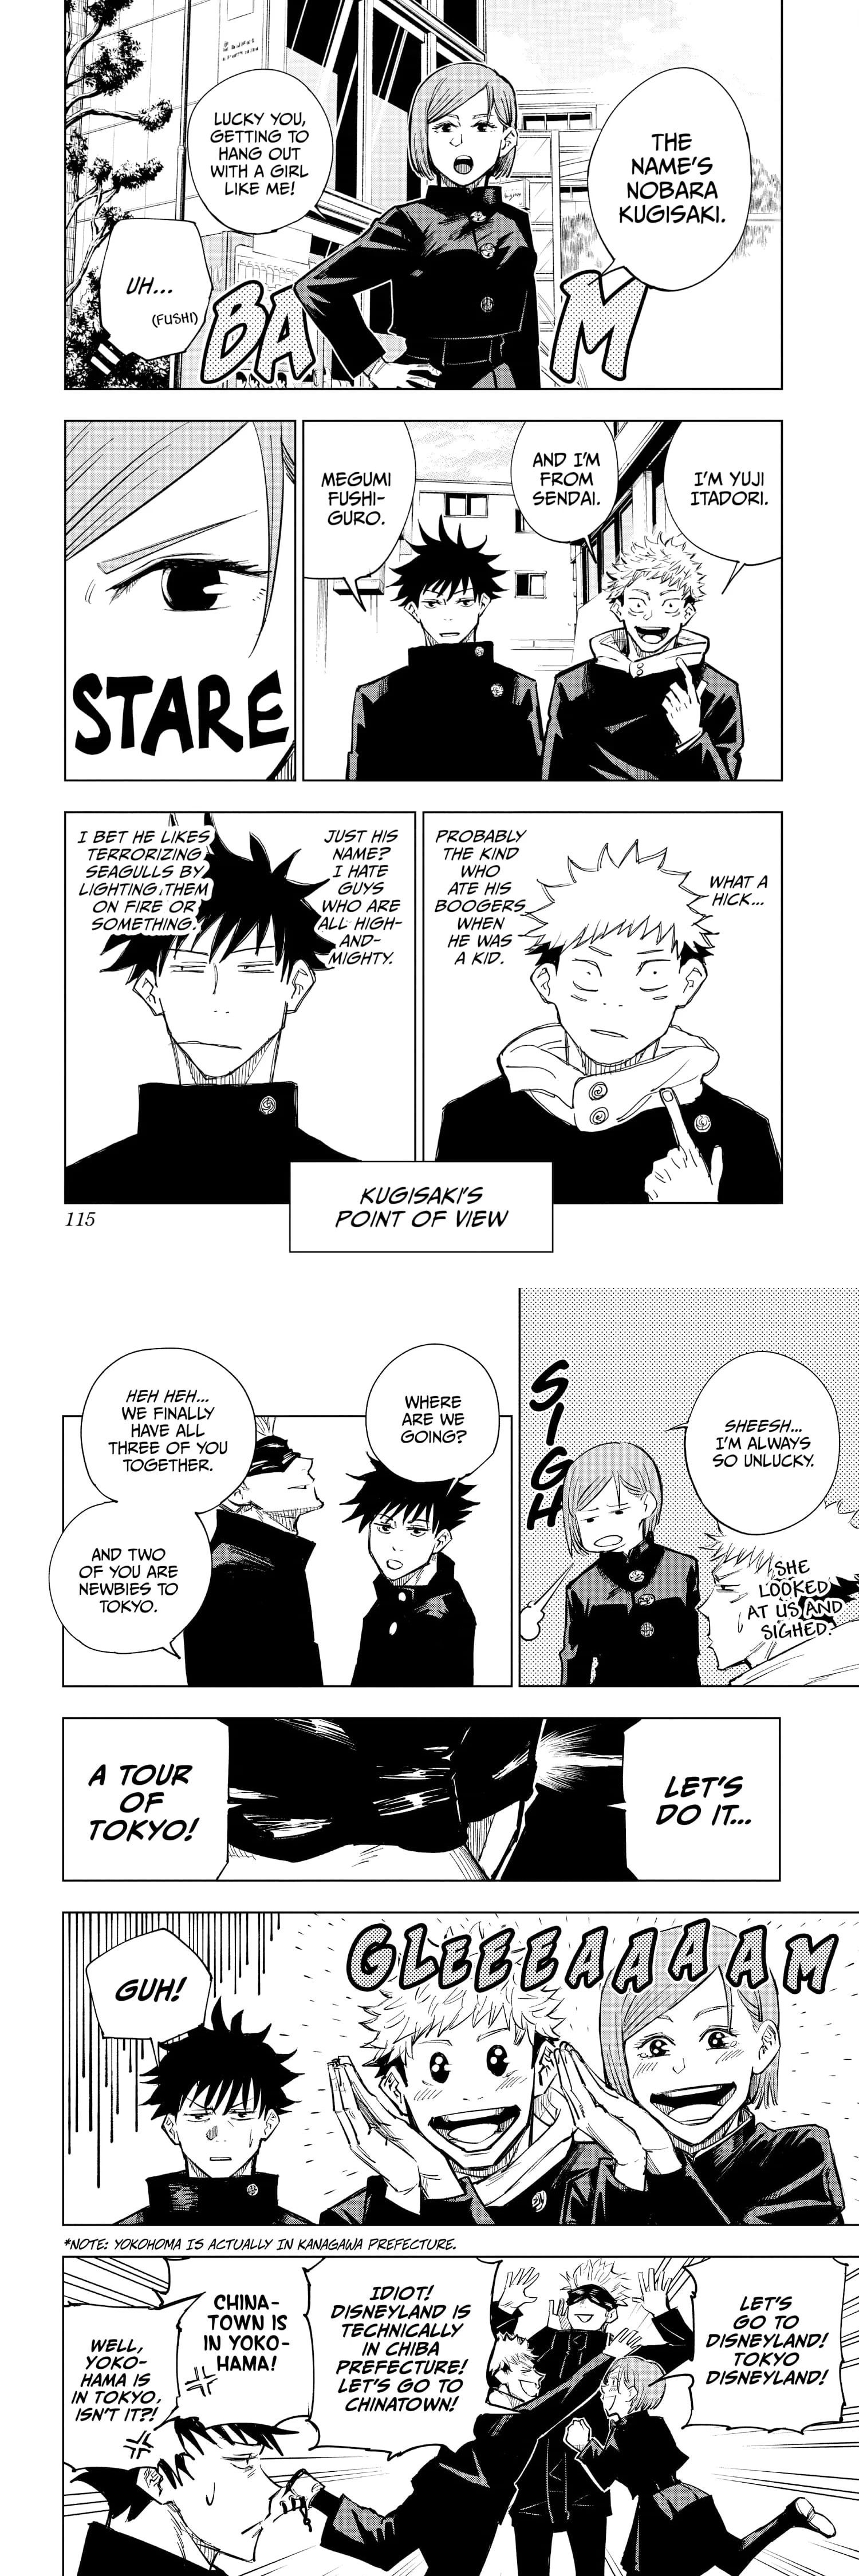 THE
NAME'S
NOBARA
KUGISAKI.
LUCKY YOU,
GETTING TO
HANG OUT
WITH A GIRL
LIKE ME!
UH...
(FUSHI)
BAM
I'M YUJI
ITADORI.
AND I'M
FROM
SENDAI.
MEGUMI
FUSHI-
GURO.
STARE
WHAT A
HICK...
PROBABLY
THE KIND
WHO
ATE HIS
BOOGERS
WHEN
HE WAS
A KID.
JUST HIS
NAME?
I HATE
GUYS
WHO ARE
ALL HIGH-
AND-
MIGHTY.
I BET HE LIKES
TERRORIZING
SEAGULLS BY
LIGHTING THEM
ON FIRE OR
SOMETHING.
KUGISAKI'S
POINT OF VIEW
115
SHEESH...
I'M ALWAYS
SO UNLUCKY.
SIGH
SHE
LOOKED
AT US AND
SIGHED.
WHERE
ARE WE
GOING?
HEH HEH...
WE FINALLY
HAVE ALL
THREE OF YOU
TOGETHER.
AND TWO
OF YOU ARE
NEWBIES TO
TOKYO.
LET'S
DO IT...
A TOUR
OF
TOKYO!
GLEEEAAAAM
GUH!
*NOTE: YOKOHOMA IS ACTUALLY IN KANAGAWA PREFECTURE.
LET'S
GO TO
DISNEYLAND!
TOKYO
DISNEYLAND!
IDIOT!
DISNEYLAND IS
TECHNICALLY
IN CHIBA
PREFECTURE!
LET'S GO TO
CHINATOWN!
CHINA-
TOWN IS
IN YOKO-
HAMA!
WELL,
YOKO-
HAMA IS
IN TOKYO,
ISN'T IT?!